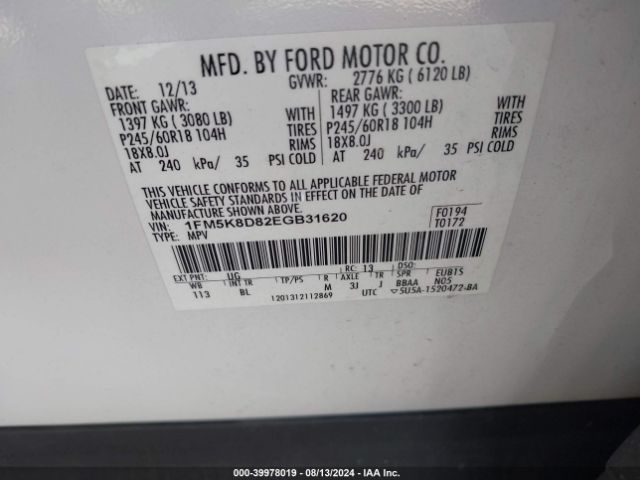 MFD. BY FORD MOTOR CO.
DATE: 12/13 GVWR: 2776 KG ( 6120 LB)
FRONT GAWR: REAR GAWR:
1397 KG ( 3080 LB) WITH 1497 KG ( 3300 LB) WITH
P245/60R18 104H TIRES P245/60R18 104H TIRES
18X8.0J RIMS 18X8.0J RIMS
AT 240 kPa/ 35 PSI COLD AT 240 kPa/ 35 PSI COLD
THIS VEHICLE CONFORMS TO ALL APPLICABLE FEDERAL MOTOR
VEHICLE SAFETY STANDARDS IN EFFECT ON THE DATE OF
MANUFACTURE SHOWN ABOVE.
VIN: 1FM5K8D82EGB31620 F0194
TYPE: MPV T0172
EXT PNT: UG RC: 13 DSO:
WB INT TR TP/PS R AXLE TR SPR EUB1S
113 BL M 3J J BBAA N05
1201312112869 UTC ▽5U5A-1520472-BA
000-39978019 - 08/13/2024 - IAA Inc.